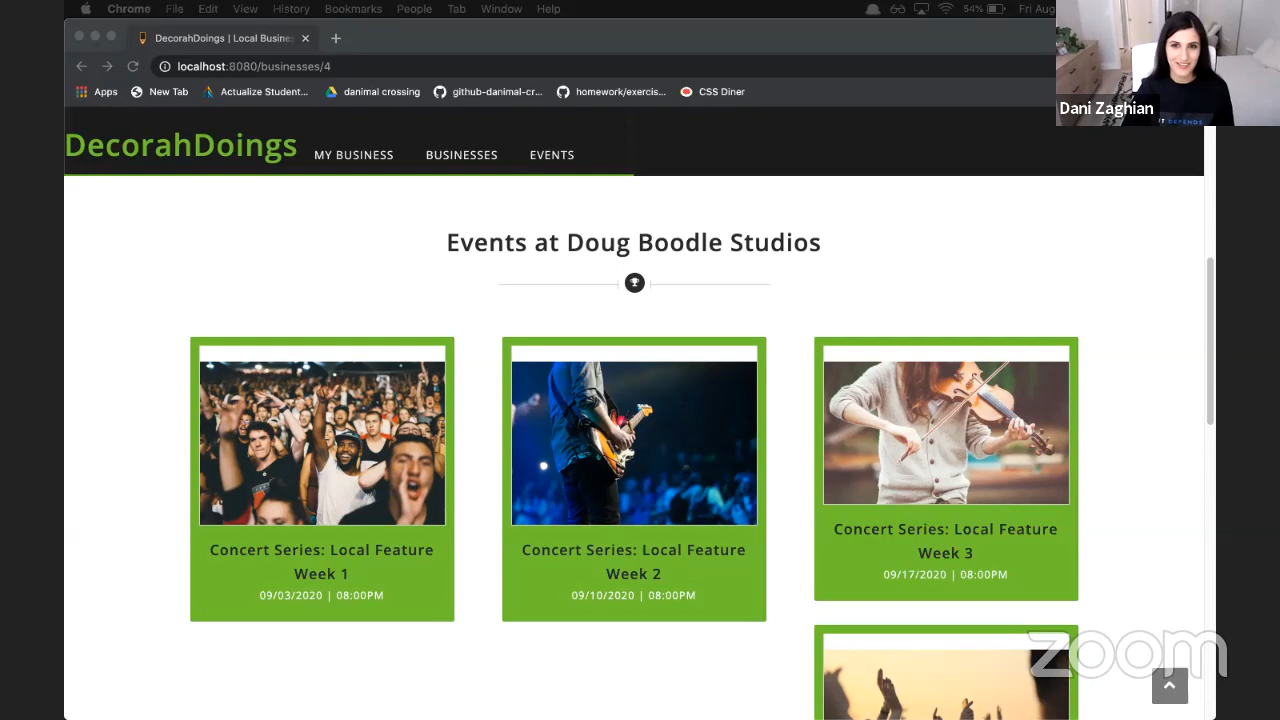 Chrome File Edit View History Bookmarks People Tab Window Help 54% Fri Aug
DecorahDoings | Local Busine
localhost:8080/businesses/4
Apps New Tab Actualize Student... danimal crossing github-danimal-cr... homework/exercis... CSS Diner
Dani Zaghian
IT DEPENDS
DecorahDoings MY BUSINESS BUSINESSES EVENTS
Events at Doug Boodle Studios
Concert Series: Local Feature
Week 1
09/03/2020 | 08:00PM
Concert Series: Local Feature
Week 2
09/10/2020 | 08:00PM
Concert Series: Local Feature
Week 3
09/17/2020 | 08:00PM
zoom